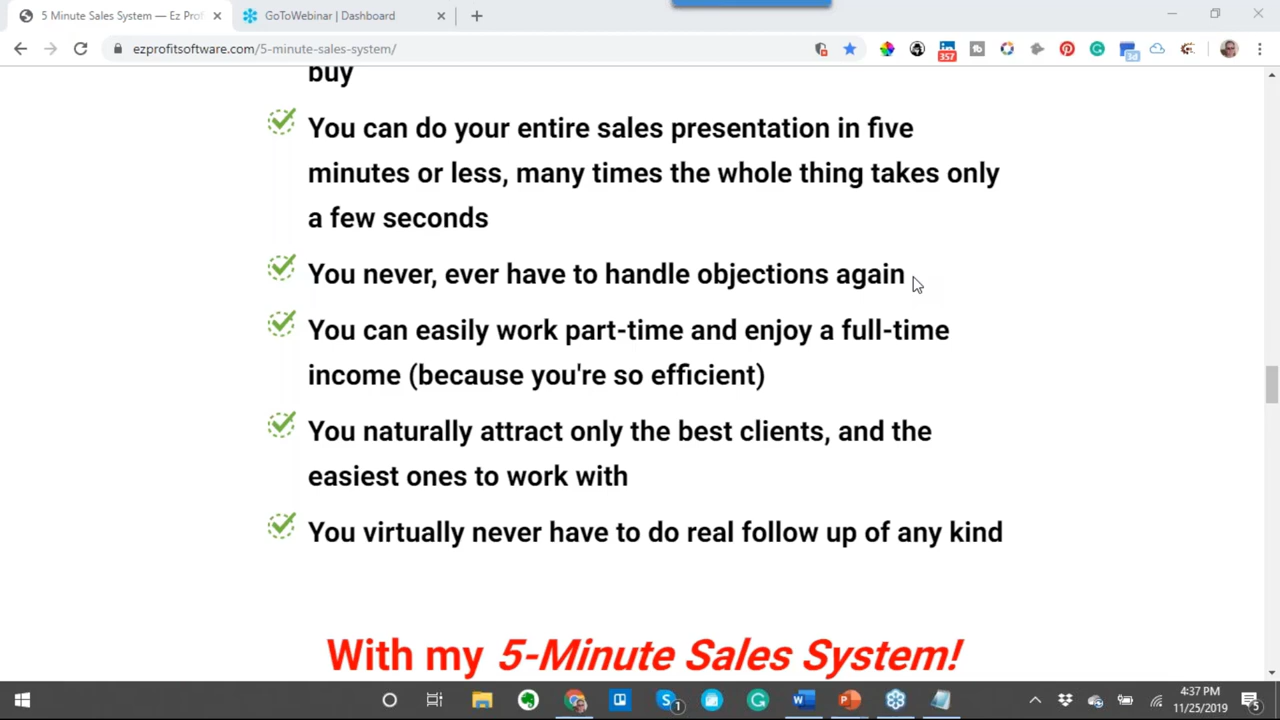 5 Minute Sales System — Ez Prof
GoToWebinar | Dashboard
ezprofitsoftware.com/5-minute-sales-system/
357
3d
buy
You can do your entire sales presentation in five
minutes or less, many times the whole thing takes only
a few seconds
You never, ever have to handle objections again
You can easily work part-time and enjoy a full-time
income (because you're so efficient)
You naturally attract only the best clients, and the
easiest ones to work with
You virtually never have to do real follow up of any kind
With my 5-Minute Sales System!
4:37 PM
11/25/2019
1
5